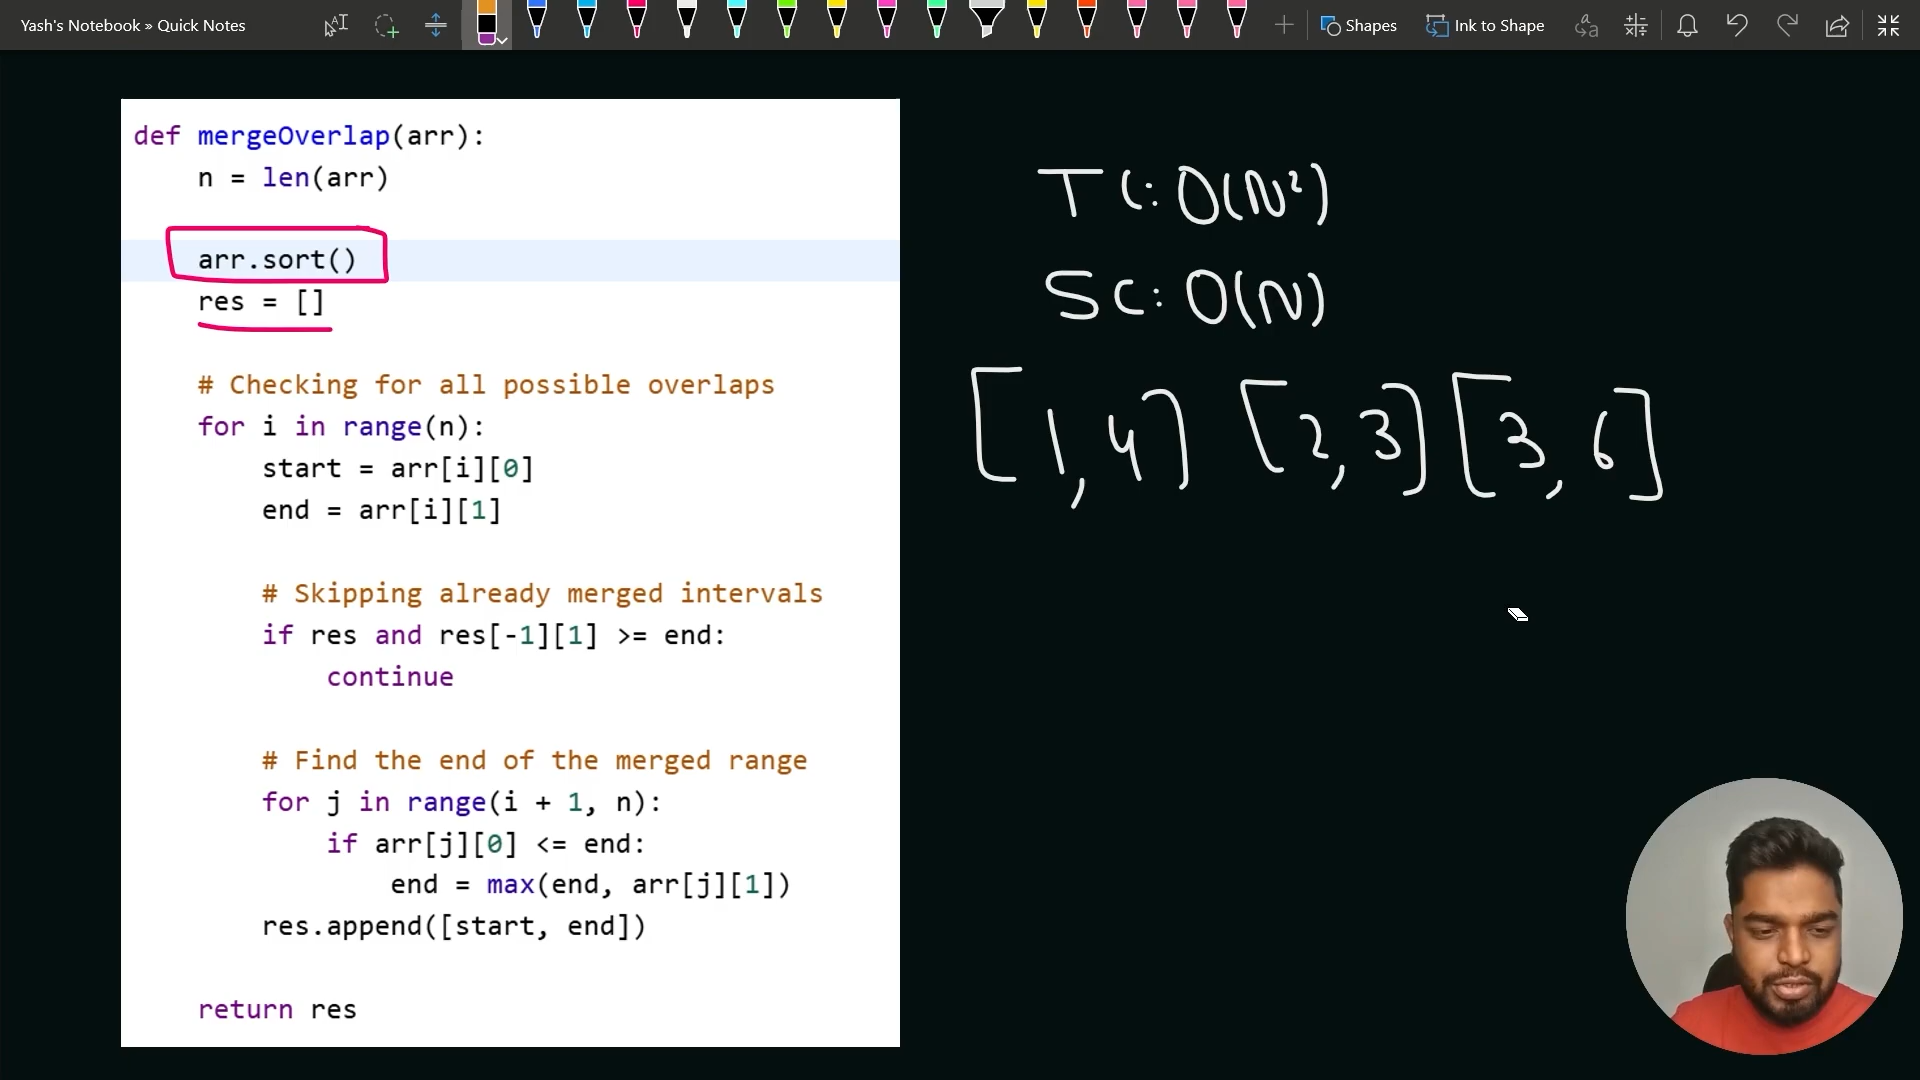 Yash's Notebook » Quick Notes
Shapes
Ink to Shape
def mergeOverlap(arr):
n = len(arr)
arr.sort()
res = []
# Checking for all possible overlaps
for i in range(n):
start = arr[i][0]
end = arr[i][1]
# Skipping already merged intervals
if res and res[-1][1] >= end:
continue
# Find the end of the merged range
for j in range(i + 1, n):
if arr[j][0] <= end:
end = max(end, arr[j][1])
res.append([start, end])
return res
TC: O(N²)
SC: O(N)
[1,4] [2,3] [3,6]